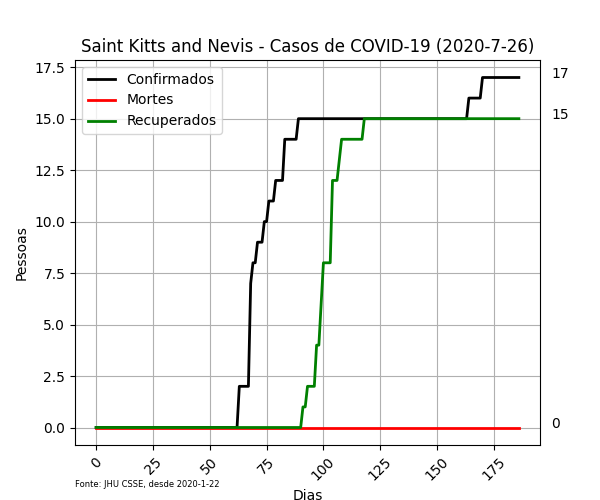 Saint Kitts and Nevis - Casos de COVID-19 (2020-7-26)
Confirmados
Mortes
Recuperados
17.5
15.0
12.5
10.0
7.5
5.0
2.5
0.0
Pessoas
17
15
0
0
25
50
75
100
125
150
175
Fonte: JHU CSSE, desde 2020-1-22
Dias